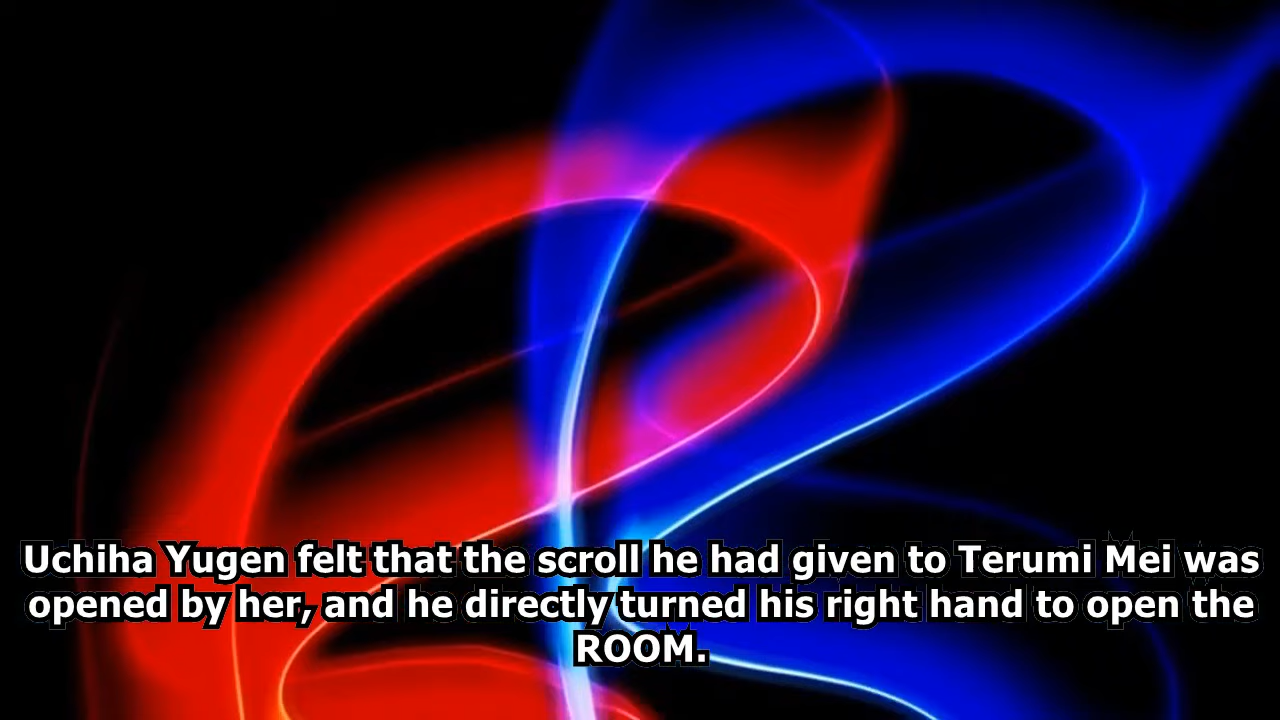 Uchiha Yugen felt that the scroll he had given to Terumi Mei was
opened by her, and he directly turned his right hand to open the
ROOM.